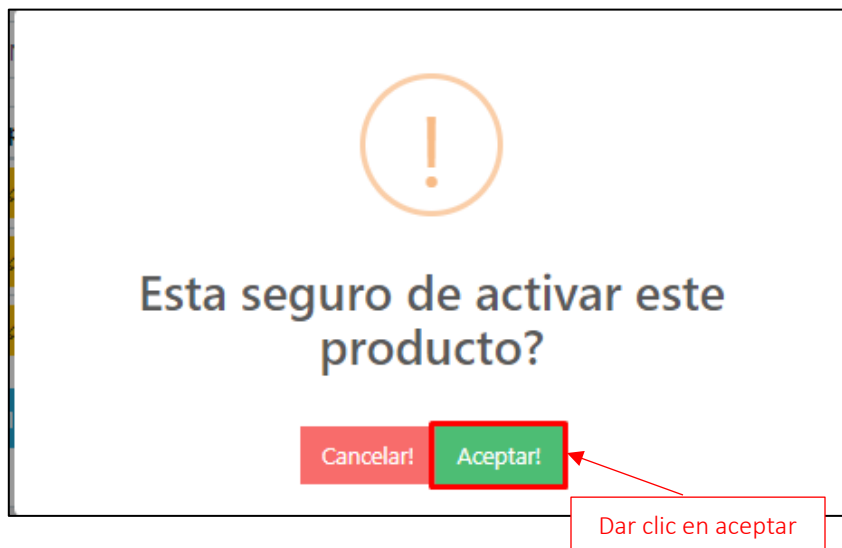 !
Esta seguro de activar este
producto?
Cancelar!
Aceptar!
Dar clic en aceptar